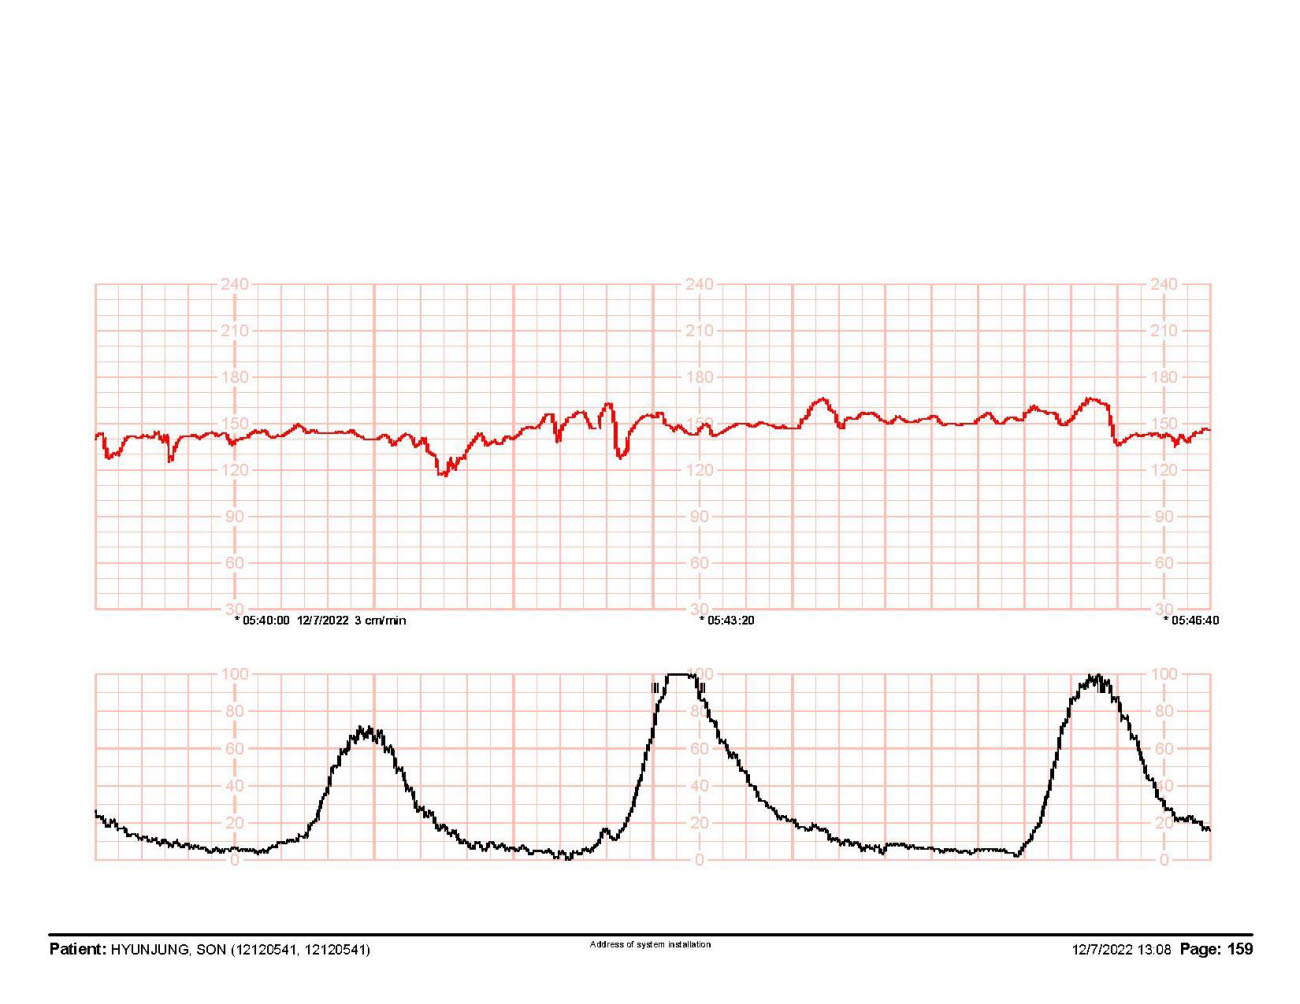 240 240 240
210 210 210
180 180 180
150 150 150
120 120 120
90 90 90
60 60 60
30 30 30
* 05:40:00 12/7/2022 3 cm/min * 05:43:20 * 05:46:40
100 100 100
80 80 80
60 60 60
40 40 40
20 20 20
0 0 0
Patient: HYUNJUNG, SON (12120541, 12120541) Address of system installation 12/7/2022 13:08 Page: 159